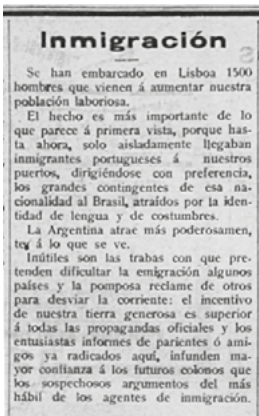 Inmigración
Se han embarcado en Lisboa 1500
hombres que vienen á aumentar nuestra
población laboriosa.
El hecho es más importante de lo
que parece á primera vista, porque has-
ta ahora, solo aisladamente llegaban
inmigrantes portugueses á nuestros
puertos, dirigiéndose con preferencia,
los grandes contingentes de esa na-
cionalidad al Brasil, atraídos por la iden-
tidad de lengua y de costumbres.
La Argentina atrae más poderosamen,
te, á lo que se ve.
Inútiles son las trabas con que pre-
tenden dificultar la emigración algunos
países y la pomposa reclame de otros
para desviar la corriente: el incentivo
de nuestra tierra generosa es superior
á todas las propagandas oficiales y los
entusiastas informes de parientes ó ami-
gos ya radicados aquí, infunden ma-
yor confianza á los futuros colonos que
los sospechosos argumentos del más
hábil de los agentes de inmigración.